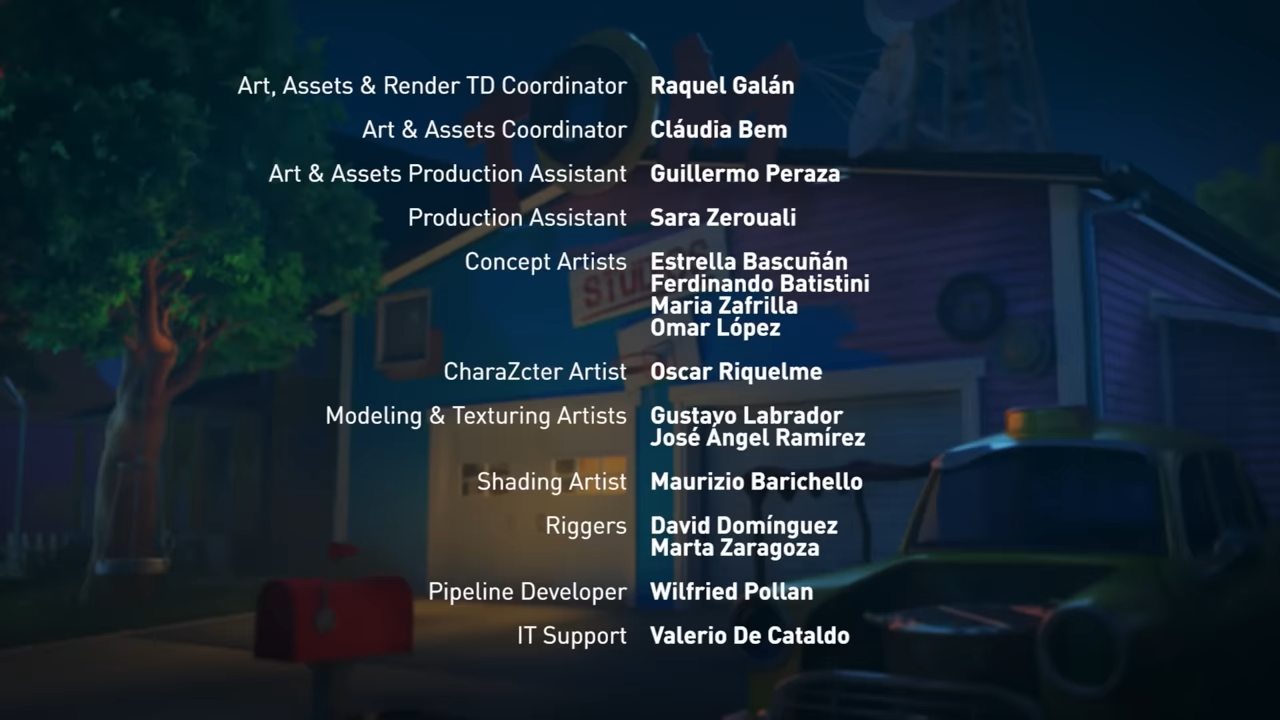 TOM
STUDIOS
Art, Assets & Render TD Coordinator Raquel Galán
Art & Assets Coordinator Cláudia Bem
Art & Assets Production Assistant Guillermo Peraza
Production Assistant Sara Zerouali
Concept Artists Estrella Bascuñán
Ferdinando Batistini
Maria Zafrilla
Omar López
CharaZcter Artist Oscar Riquelme
Modeling & Texturing Artists Gustavo Labrador
José Ángel Ramírez
Shading Artist Maurizio Barichello
Riggers David Domínguez
Marta Zaragoza
Pipeline Developer Wilfried Pollan
IT Support Valerio De Cataldo